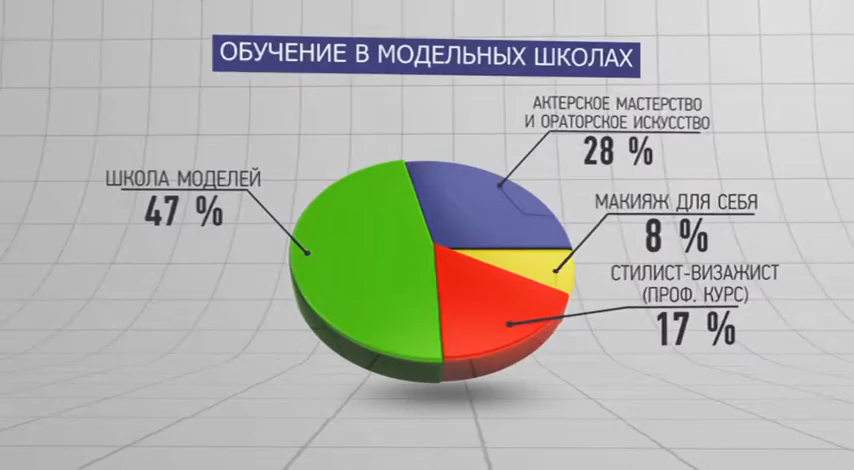 ОБУЧЕНИЕ В МОДЕЛЬНЫХ ШКОЛАХ
АКТЕРСКОЕ МАСТЕРСТВО
И ОРАТОРСКОЕ ИСКУССТВО
28 %
ШКОЛА МОДЕЛЕЙ
47 %
МАКИЯЖ ДЛЯ СЕБЯ
8 %
СТИЛИСТ-ВИЗАЖИСТ
(ПРОФ. КУРС)
17 %